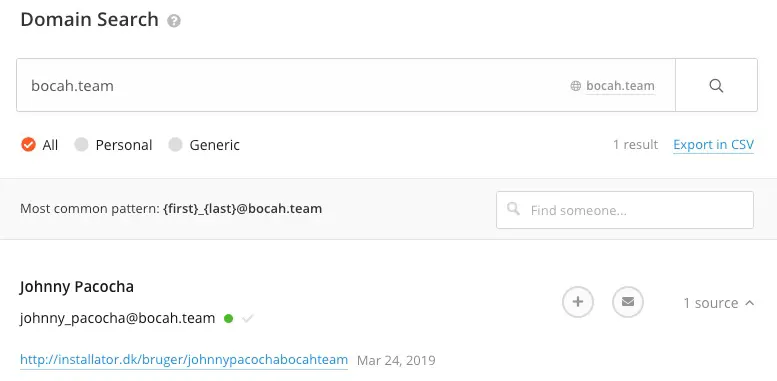 Domain Search ?
bocah.team bocah.team
All Personal Generic 1 result Export in CSV
Most common pattern: {first}_{last}@bocah.team Find someone...
Johnny Pacocha
johnny_pacocha@bocah.team 1 source
http://installator.dk/bruger/johnnypacochabocahteam Mar 24, 2019